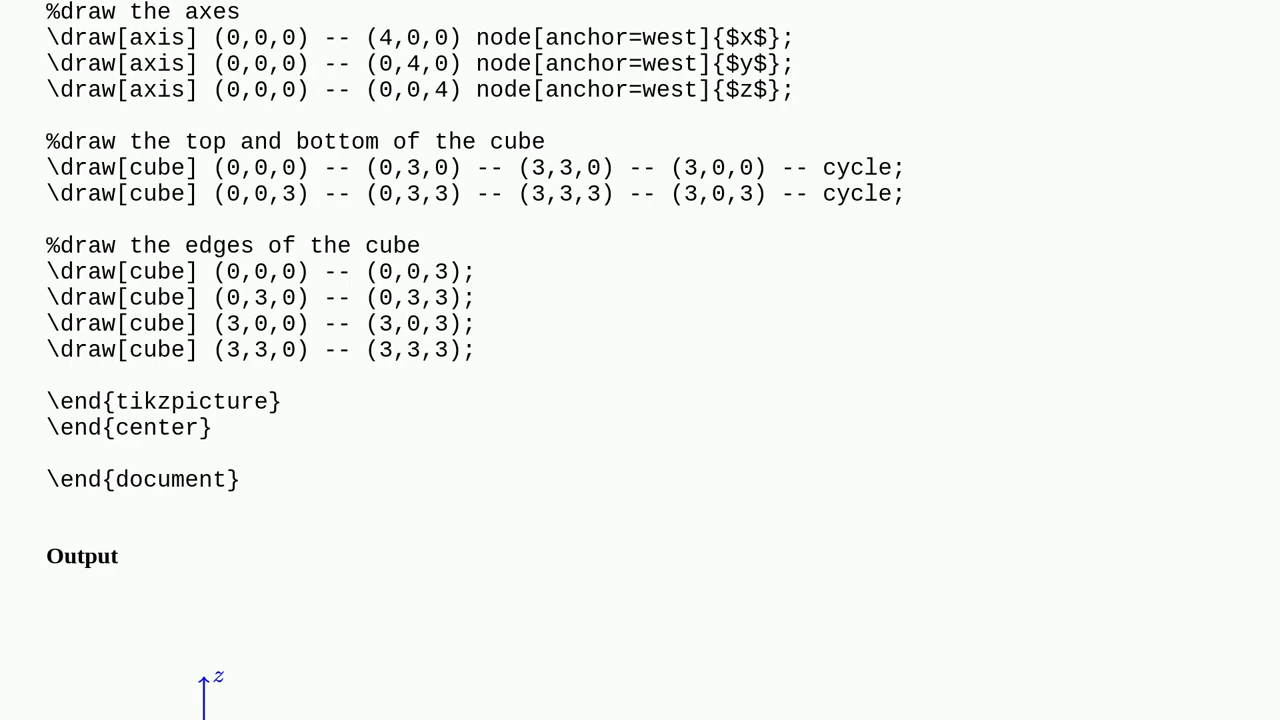 %draw the axes
\draw[axis] (0,0,0) -- (4,0,0) node[anchor=west]{$x$};
\draw[axis] (0,0,0) -- (0,4,0) node[anchor=west]{$y$};
\draw[axis] (0,0,0) -- (0,0,4) node[anchor=west]{$z$};
%draw the top and bottom of the cube
\draw[cube] (0,0,0) -- (0,3,0) -- (3,3,0) -- (3,0,0) -- cycle;
\draw[cube] (0,0,3) -- (0,3,3) -- (3,3,3) -- (3,0,3) -- cycle;
%draw the edges of the cube
\draw[cube] (0,0,0) -- (0,0,3);
\draw[cube] (0,3,0) -- (0,3,3);
\draw[cube] (3,0,0) -- (3,0,3);
\draw[cube] (3,3,0) -- (3,3,3);
\end{tikzpicture}
\end{center}
\end{document}
Output
z